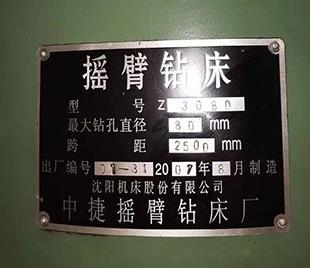 摇臂钻床
型 号 Z 3080
最大钻孔直径 80 mm
跨 距 2500 mm
出厂编号 07-31 2007年8月制造
沈阳机床股份有限公司
中捷摇臂钻床厂